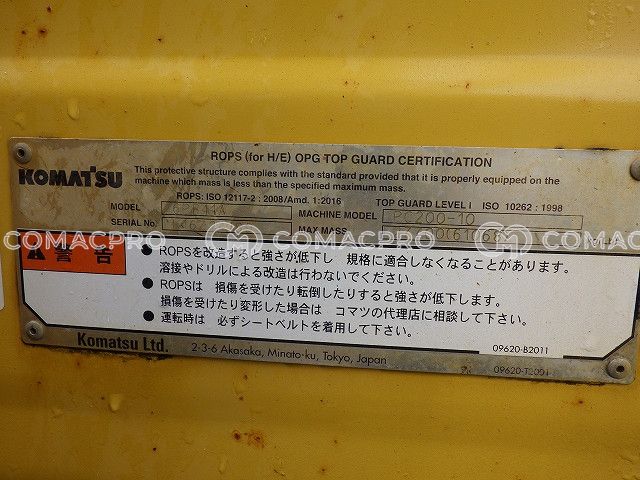 ROPS (for H/E) OPG TOP GUARD CERTIFICATION
KOMATSU
This protective structure complies with the standard provided that it is properly equipped on the
machine which mass is less than the specified maximum mass.
ROPS: ISO 12117-2 : 2008/Amd. 1:2016 TOP GUARD LEVEL I ISO 10262 : 1998
MODEL MACHINE MODEL PC200-10
SERIAL No. MAX MASS
COMACPRO COMACPRO COMACPRO
警告
● ROPSを改造すると強さが低下し 規格に適合しなくなることがあります。
溶接やドリルによる改造は行わないでください。
● ROPSは 損傷を受けたり転倒したりすると強さが低下します。
損傷を受けたり変形した場合は コマツの代理店に相談して下さい。
● 運転時は 必ずシートベルトを着用して下さい。
09620-B2011
Komatsu Ltd. 2-3-6 Akasaka, Minato-ku, Tokyo, Japan
09620-T2001